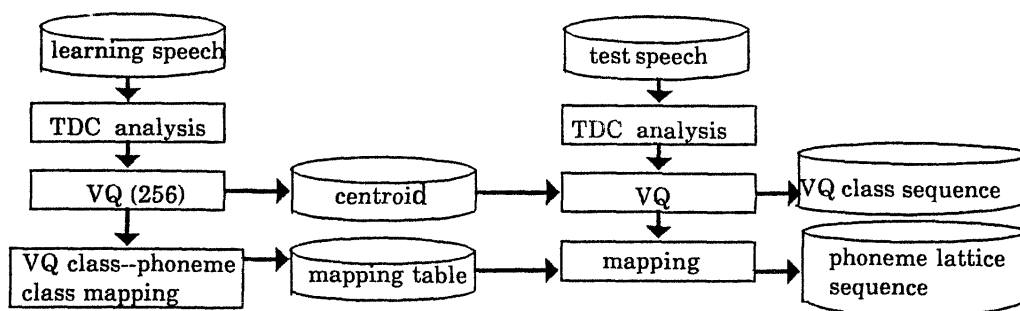 learning speech
test speech
TDC analysis
TDC analysis
VQ (256)
centroid
VQ
VQ class sequence
VQ class--phoneme
class mapping
mapping table
mapping
phoneme lattice
sequence